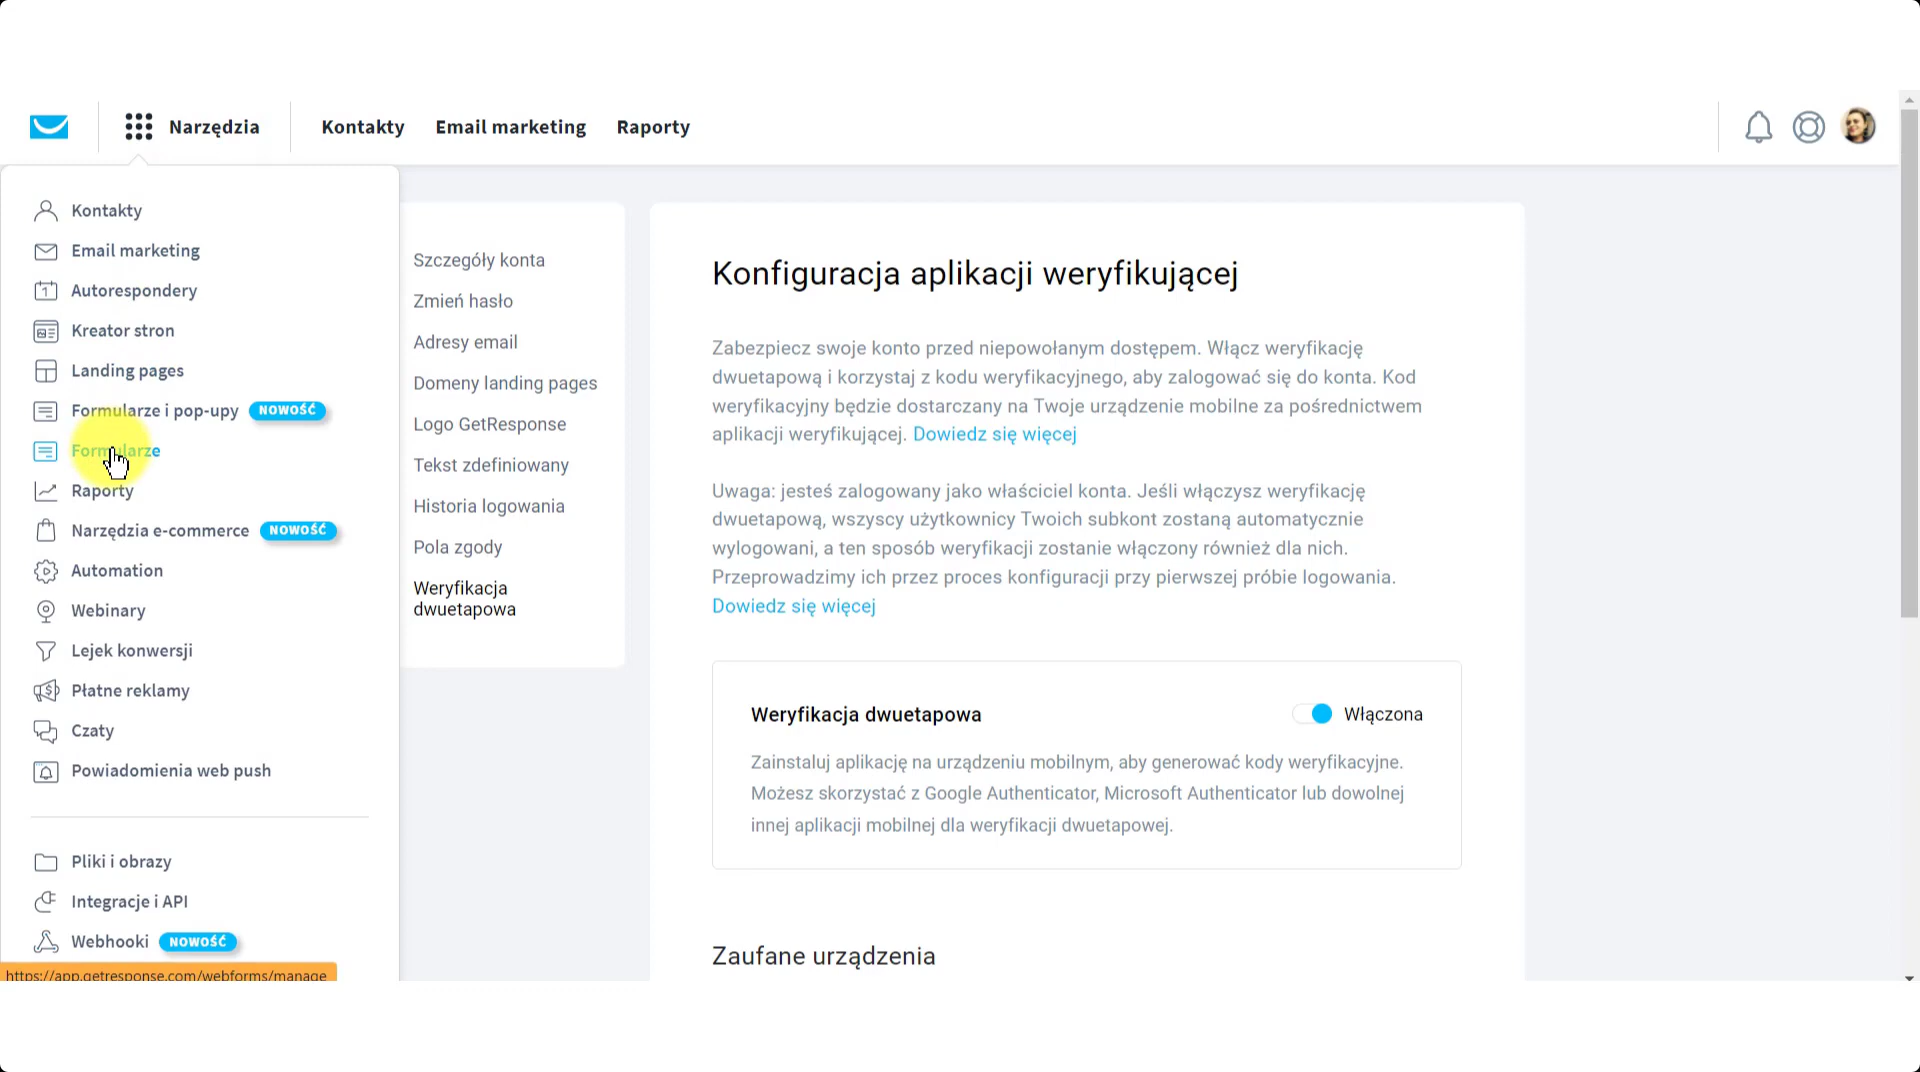 Narzędzia
Kontakty
Email marketing
Raporty
Kontakty
Email marketing
Autorespondery
Kreator stron
Landing pages
Formularze i pop-upy NOWOŚĆ
Formularze
Raporty
Narzędzia e-commerce NOWOŚĆ
Automation
Webinary
Lejek konwersji
Płatne reklamy
Czaty
Powiadomienia web push
Pliki i obrazy
Integracje i API
Webhooki NOWOŚĆ
https://app.getresponse.com/webforms/manage
Szczegóły konta
Zmień hasło
Adresy email
Domeny landing pages
Logo GetResponse
Tekst zdefiniowany
Historia logowania
Pola zgody
Weryfikacja
dwuetapowa
Konfiguracja aplikacji weryfikującej
Zabezpiecz swoje konto przed niepowołanym dostępem. Włącz weryfikację
dwuetapową i korzystaj z kodu weryfikacyjnego, aby zalogować się do konta. Kod
weryfikacyjny będzie dostarczany na Twoje urządzenie mobilne za pośrednictwem
aplikacji weryfikującej. Dowiedz się więcej
Uwaga: jesteś zalogowany jako właściciel konta. Jeśli włączysz weryfikację
dwuetapową, wszyscy użytkownicy Twoich subkont zostaną automatycznie
wylogowani, a ten sposób weryfikacji zostanie włączony również dla nich.
Przeprowadzimy ich przez proces konfiguracji przy pierwszej próbie logowania.
Dowiedz się więcej
Weryfikacja dwuetapowa
Włączona
Zainstaluj aplikację na urządzeniu mobilnym, aby generować kody weryfikacyjne.
Możesz skorzystać z Google Authenticator, Microsoft Authenticator lub dowolnej
innej aplikacji mobilnej dla weryfikacji dwuetapowej.
Zaufane urządzenia